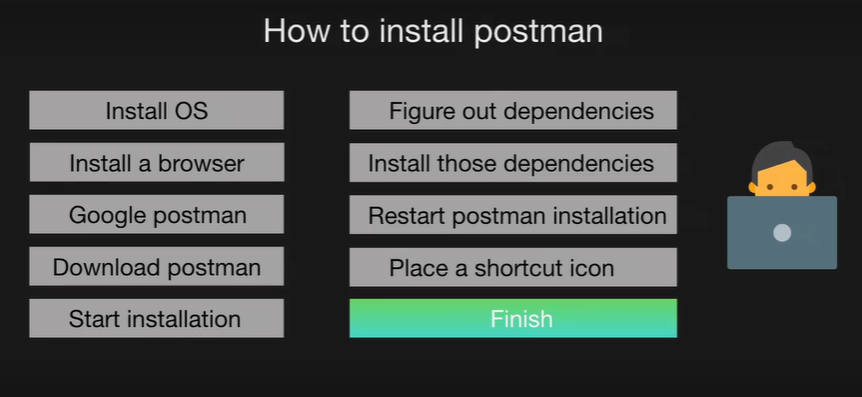 How to install postman
Install OS
Install a browser
Google postman
Download postman
Start installation
Figure out dependencies
Install those dependencies
Restart postman installation
Place a shortcut icon
Finish